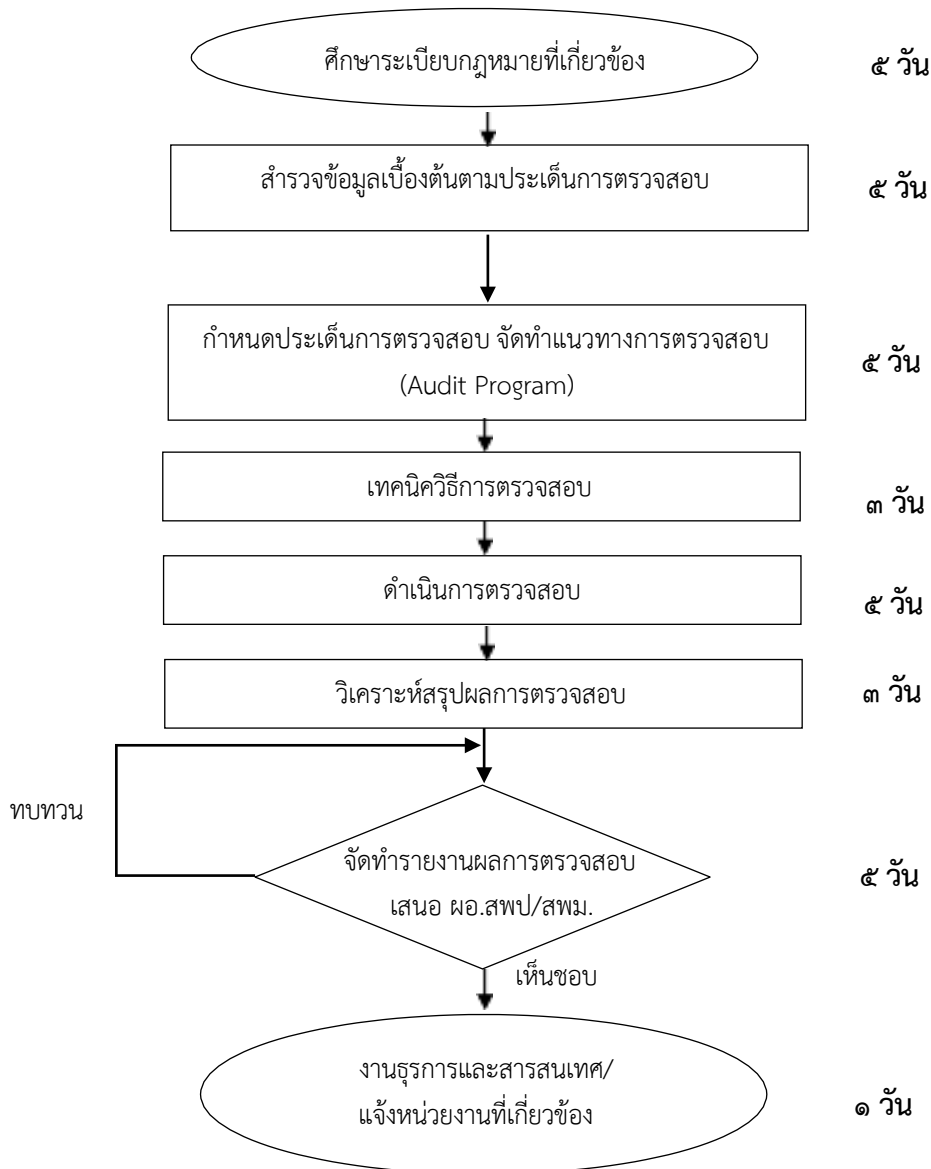 ศึกษาระเบียบกฎหมายที่เกี่ยวข้อง
๕ วัน
สำรวจข้อมูลเบื้องต้นตามประเด็นการตรวจสอบ
๕ วัน
กำหนดประเด็นการตรวจสอบ จัดทำแนวทางการตรวจสอบ
(Audit Program)
๕ วัน
เทคนิควิธีการตรวจสอบ
๓ วัน
ดำเนินการตรวจสอบ
๕ วัน
วิเคราะห์สรุปผลการตรวจสอบ
๓ วัน
ทบทวน
จัดทำรายงานผลการตรวจสอบ
เสนอ ผอ.สพป/สพม.
๕ วัน
เห็นชอบ
งานธุรการและสารสนเทศ/
แจ้งหน่วยงานที่เกี่ยวข้อง
๑ วัน